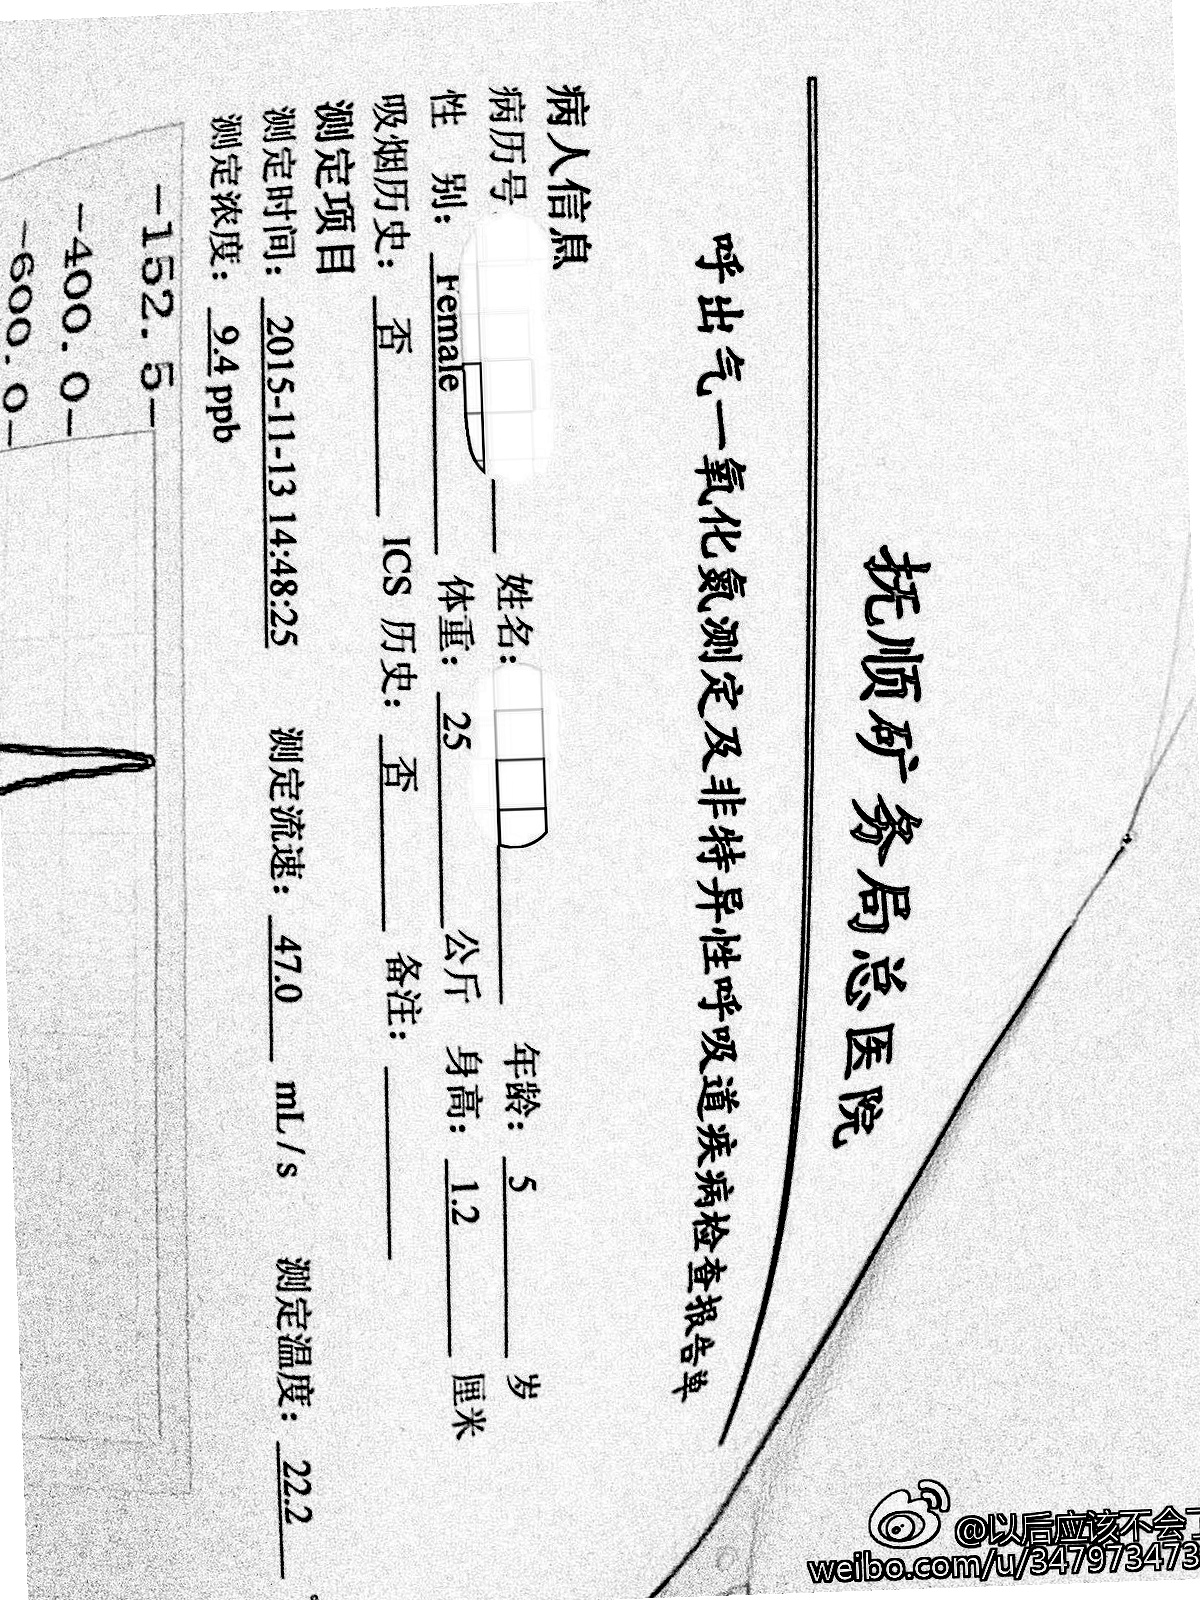 抚顺矿务局总医院
呼出气一氧化氮测定及非特异性呼吸道疾病检查报告单
病人信息
病历号 姓名: 年龄: 5 岁
性 别: Female 体重: 25 公斤 身高: 1.2 厘米
吸烟历史: 否 ICS 历史: 否 备注:
测定项目
测定时间: 2015-11-13 14:48:25 测定流速: 47.0 mL/s 测定温度: 22.2
测定浓度: 9.4 ppb
-152.5-
-400.0-
-600.0-
@以后应该不会了
weibo.com/u/347973473